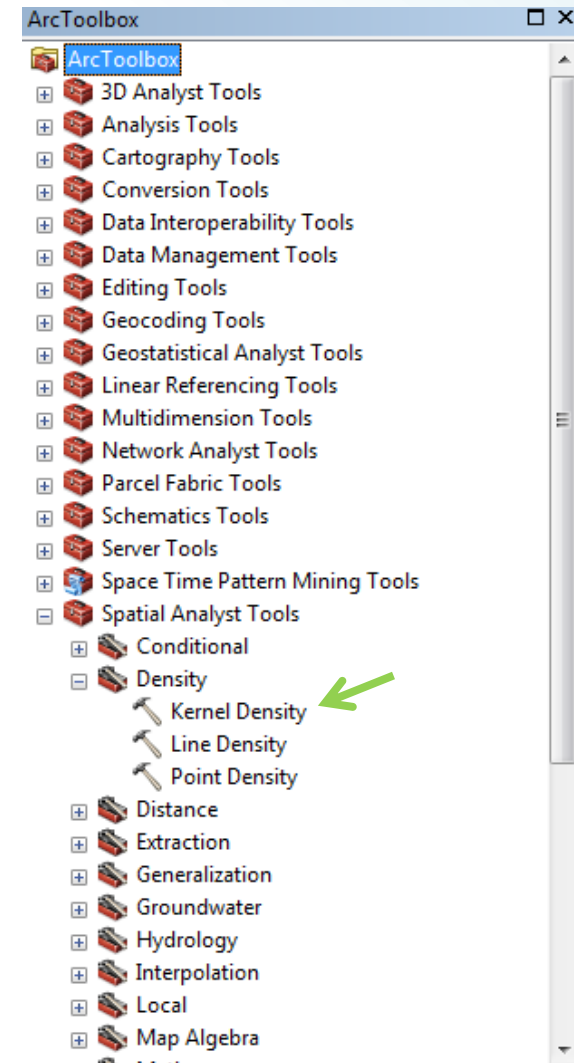 ArcToolbox
ArcToolbox
3D Analyst Tools
Analysis Tools
Cartography Tools
Conversion Tools
Data Interoperability Tools
Data Management Tools
Editing Tools
Geocoding Tools
Geostatistical Analyst Tools
Linear Referencing Tools
Multidimension Tools
Network Analyst Tools
Parcel Fabric Tools
Schematics Tools
Server Tools
Space Time Pattern Mining Tools
Spatial Analyst Tools
Conditional
Density
Kernel Density
Line Density
Point Density
Distance
Extraction
Generalization
Groundwater
Hydrology
Interpolation
Local
Map Algebra